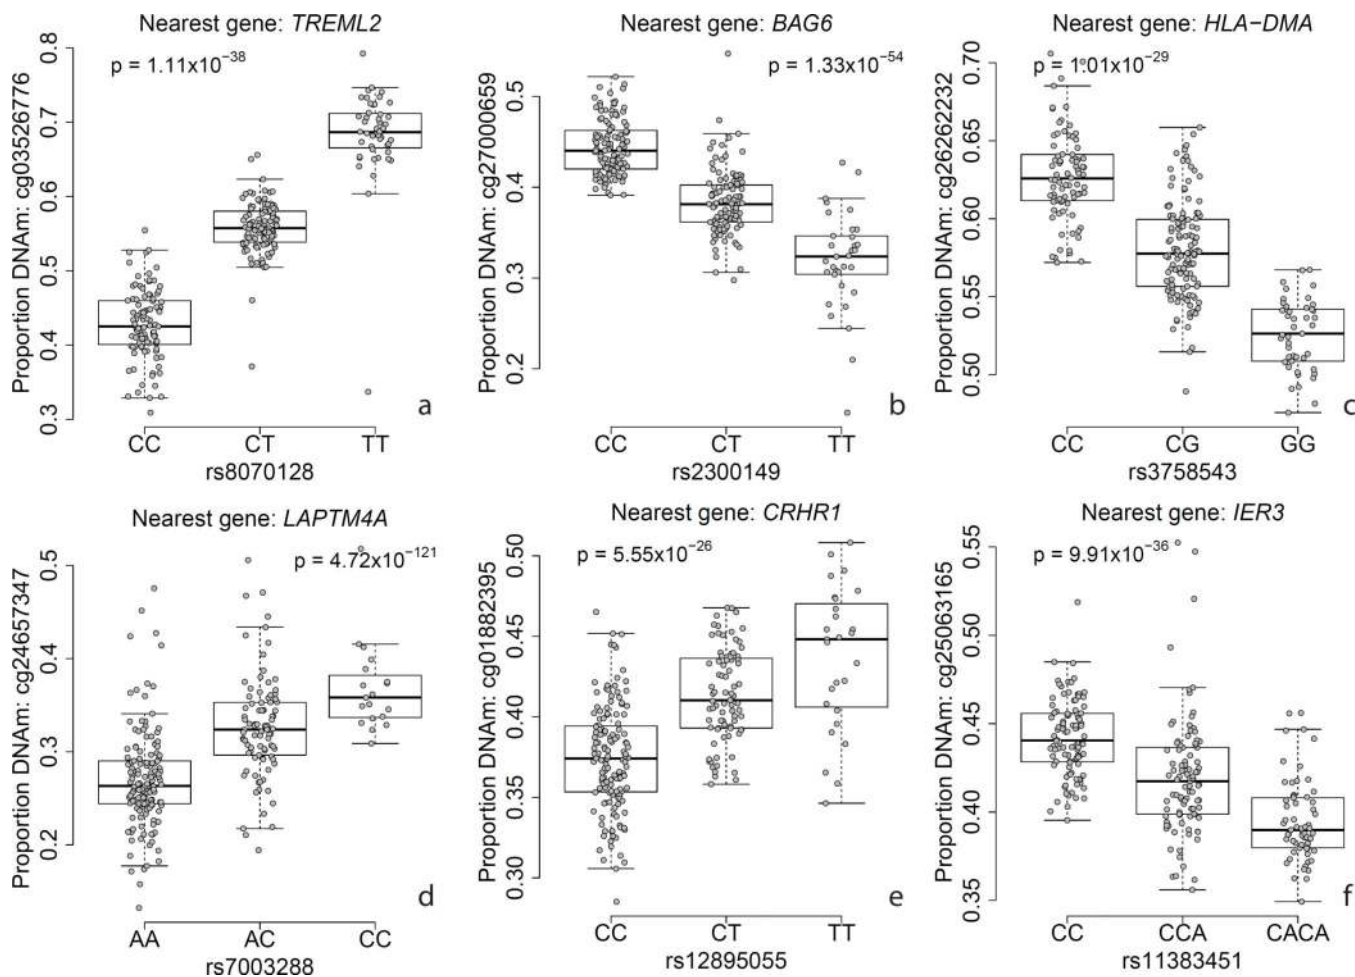 Nearest gene: TREML2
p = 1.11x10⁻³⁸
Proportion DNAm: cg03526776
0.8
0.7
0.6
0.5
0.4
0.3
CC CT TT
rs8070128
a
Nearest gene: BAG6
p = 1.33x10⁻⁵⁴
Proportion DNAm: cg27000659
0.5
0.4
0.3
0.2
CC CT TT
rs2300149
b
Nearest gene: HLA−DMA
p = 1.01x10⁻²⁹
Proportion DNAm: cg26262232
0.70
0.65
0.60
0.55
0.50
CC CG GG
rs3758543
c
Nearest gene: LAPTM4A
p = 4.72x10⁻¹²¹
Proportion DNAm: cg24657347
0.5
0.4
0.3
0.2
AA AC CC
rs7003288
d
Nearest gene: CRHR1
p = 5.55x10⁻²⁶
Proportion DNAm: cg01882395
0.50
0.45
0.40
0.35
0.30
CC CT TT
rs12895055
e
Nearest gene: IER3
p = 9.91x10⁻³⁶
Proportion DNAm: cg25063165
0.55
0.50
0.45
0.40
0.35
CC CCA CACA
rs11383451
f